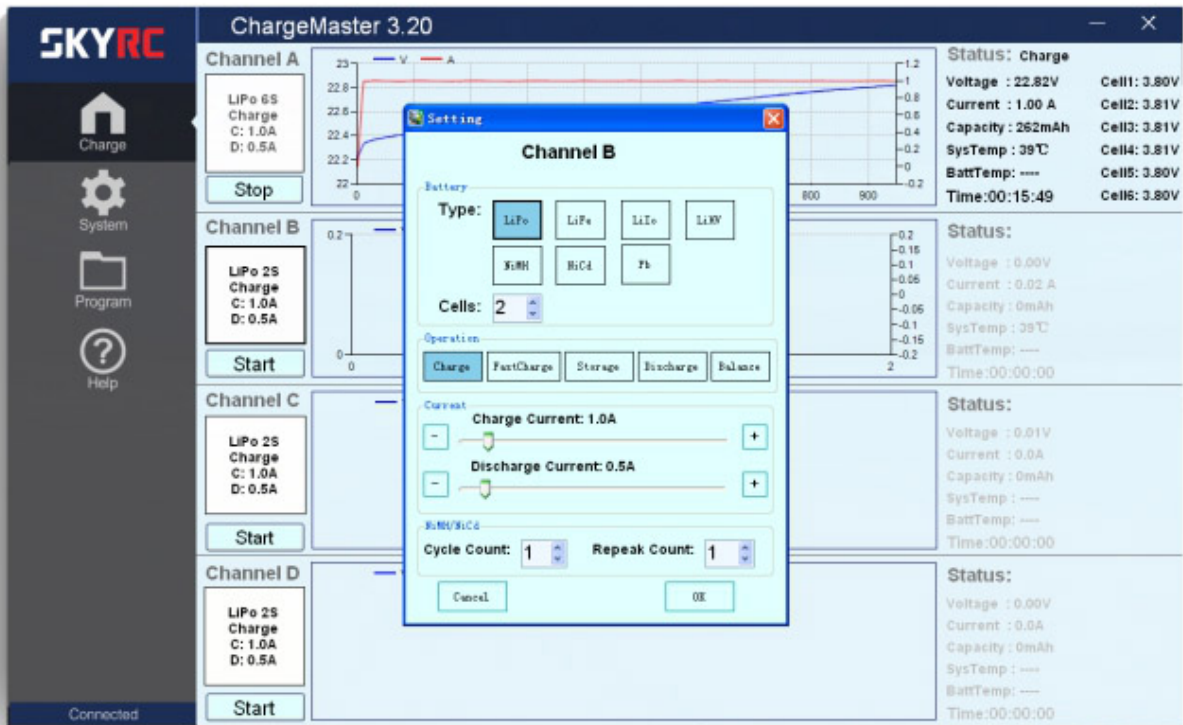 SKYRC
ChargeMaster 3.20
Charge
System
Program
Help
Connected
Channel A
LiPo 6S
Charge
C: 1.0A
D: 0.5A
Stop
V A
23
22.8
22.6
22.4
22.2
22
0
800
900
1.2
1
0.8
0.6
0.4
0.2
0
-0.2
Status: Charge
Voltage : 22.82V
Current : 1.00 A
Capacity : 262mAh
SysTemp : 39℃
BattTemp: ----
Time:00:15:49
Cell1: 3.80V
Cell2: 3.81V
Cell3: 3.81V
Cell4: 3.81V
Cell5: 3.80V
Cell6: 3.80V
Channel B
LiPo 2S
Charge
C: 1.0A
D: 0.5A
Start
0.2
0
0
2
0.2
0.15
0.1
0.05
0
-0.05
-0.1
-0.15
-0.2
Status:
Voltage : 0.00V
Current : 0.02 A
Capacity : 0mAh
SysTemp : 39℃
BattTemp: ----
Time:00:00:00
Channel C
LiPo 2S
Charge
C: 1.0A
D: 0.5A
Start
Status:
Voltage : 0.01V
Current : 0.0A
Capacity : 0mAh
SysTemp : ----
BattTemp: ----
Time:00:00:00
Channel D
LiPo 2S
Charge
C: 1.0A
D: 0.5A
Start
Status:
Voltage : 0.00V
Current : 0.0A
Capacity : 0mAh
SysTemp : ----
BattTemp: ----
Time:00:00:00
Setting
Channel B
Battery
Type:
LiPo LiFe LiIo LiHV
NiMH NiCd Pb
Cells: 2
Operation
Charge FastCharge Storage Discharge Balance
Current
Charge Current: 1.0A
- +
Discharge Current: 0.5A
- +
NiMH/NiCd
Cycle Count: 1 Repeak Count: 1
Cancel OK